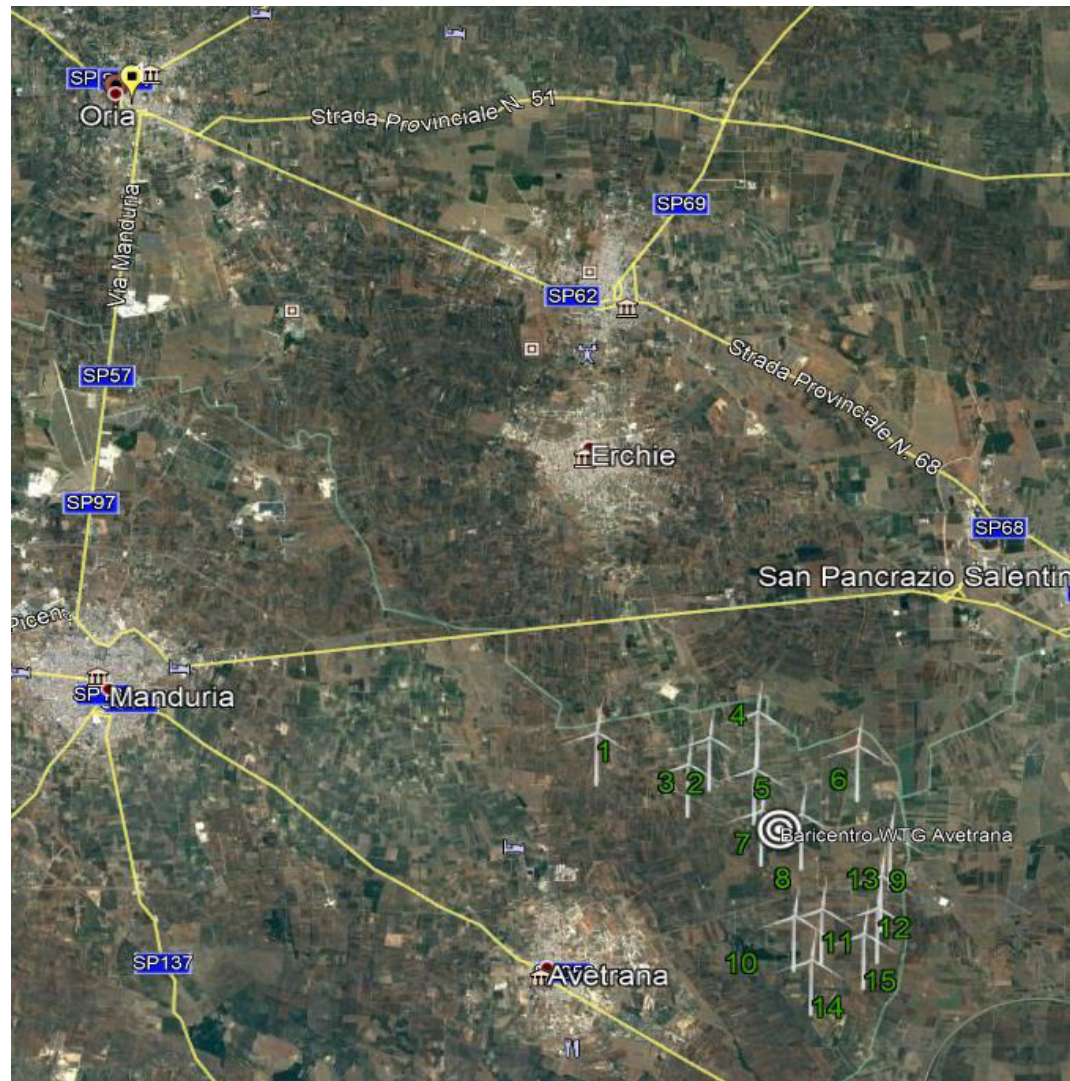 Oria
Strada Provinciale N. 51
SP69
Via Manduria
SP62
Strada Provinciale N. 68
SP57
Erchie
SP97
SP68
San Pancrazio Salentin
Manduria
4
1
3
2
5
6
Baricentro WTG Avetrana
7
8
13
9
11
12
10
15
14
SP137
Avetrana